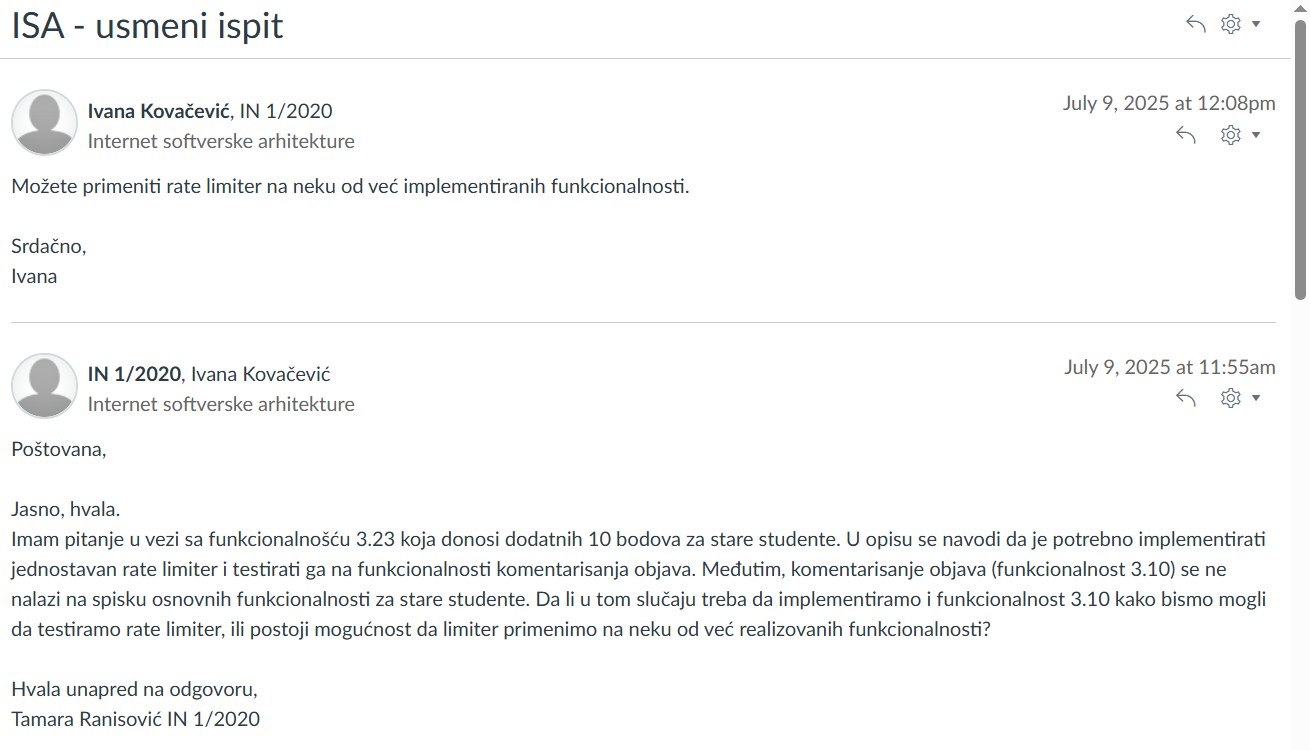 ISA - usmeni ispit
Ivana Kovačević, IN 1/2020
July 9, 2025 at 12:08pm
Internet softverske arhitekture
Možete primeniti rate limiter na neku od već implementiranih funkcionalnosti.
Srdačno,
Ivana
IN 1/2020, Ivana Kovačević
July 9, 2025 at 11:55am
Internet softverske arhitekture
Poštovana,
Jasno, hvala.
Imam pitanje u vezi sa funkcionalnošću 3.23 koja donosi dodatnih 10 bodova za stare studente. U opisu se navodi da je potrebno implementirati
jednostavan rate limiter i testirati ga na funkcionalnosti komentarisanja objava. Međutim, komentarisanje objava (funkcionalnost 3.10) se ne
nalazi na spisku osnovnih funkcionalnosti za stare studente. Da li u tom slučaju treba da implementiramo i funkcionalnost 3.10 kako bismo mogli
da testiramo rate limiter, ili postoji mogućnost da limiter primenimo na neku od već realizovanih funkcionalnosti?
Hvala unapred na odgovoru,
Tamara Ranisović IN 1/2020